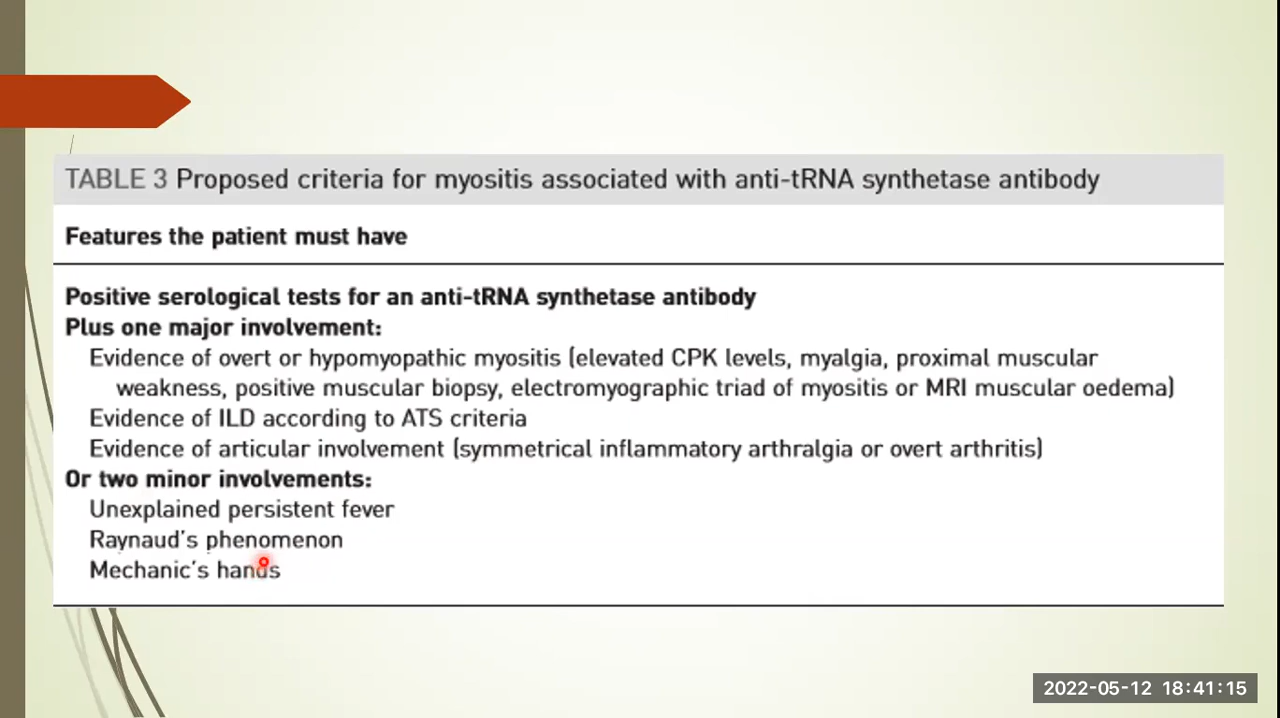 TABLE 3 Proposed criteria for myositis associated with anti-tRNA synthetase antibody
Features the patient must have
Positive serological tests for an anti-tRNA synthetase antibody
Plus one major involvement:
Evidence of overt or hypomyopathic myositis (elevated CPK levels, myalgia, proximal muscular
weakness, positive muscular biopsy, electromyographic triad of myositis or MRI muscular oedema)
Evidence of ILD according to ATS criteria
Evidence of articular involvement (symmetrical inflammatory arthralgia or overt arthritis)
Or two minor involvements:
Unexplained persistent fever
Raynaud's phenomenon
Mechanic's hands
2022-05-12 18:41:15